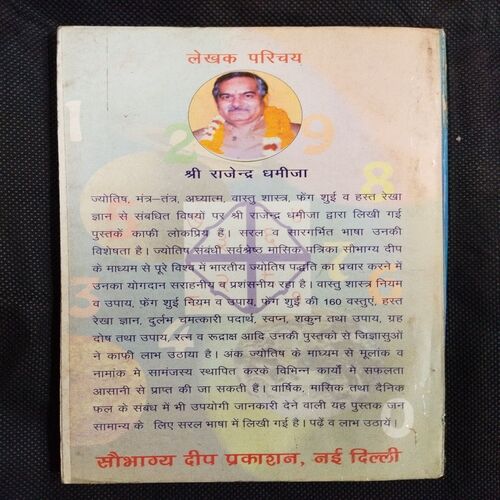 लेखक परिचय
श्री राजेन्द्र धमीजा
ज्योतिष, मंत्र–तंत्र, अध्यात्म, वास्तु शास्त्र, फेंग शुई व हस्त रेखा
ज्ञान से संबधित विषयों पर श्री राजेन्द्र धमीजा द्वारा लिखी गई
पुस्तकें काफी लोकप्रिय है। सरल व सारगर्भित भाषा उनकी
विशेषता है। ज्योतिष संबंधी सर्वश्रेष्ठ मासिक पत्रिका सौभाग्य दीप
के माध्यम से पूरे विश्व में भारतीय ज्योतिष पद्धति का प्रचार करने में
उनका योगदान सराहनीय व प्रशंसनीय रहा है। वास्तु शास्त्र नियम
व उपाय, फेंग शुई नियम व उपाय, फेंग शुई की 160 वस्तुएं, हस्त
रेखा ज्ञान, दुर्लभ चमत्कारी पदार्थ, स्वप्न, शकुन तथा उपाय, ग्रह
दोष तथा उपाय, रत्न व रूद्राक्ष आदि उनकी पुस्तको से जिज्ञासुओं
ने काफी लाभ उठाया है। अंक ज्योतिष के माध्यम से मूलांक व
नामांक मे सामंजस्य स्थापित करके विभिन्न कार्यो मे सफलता
आसानी से प्राप्त की जा सकती हैं। वार्षिक, मासिक तथा दैनिक
फल के संबंध में भी उपयोगी जानकारी देने वाली यह पुस्तक जन
सामान्य के लिए सरल भाषा में लिखी गई है। पढ़ें व लाभ उठायें।
सौभाग्य दीप प्रकाशन, नई दिल्ली